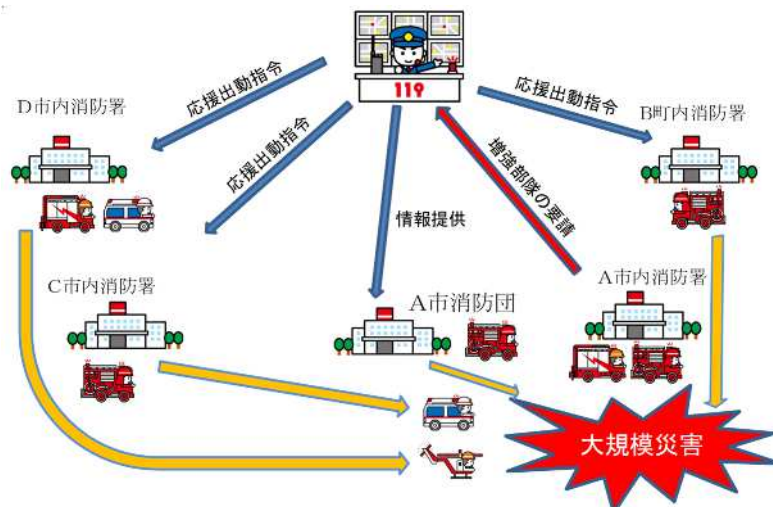 119
応援出動指令
応援出動指令
応援出動指令
D市内消防署
B町内消防署
増強部隊の要請
情報提供
C市内消防署
A市消防団
A市内消防署
大規模災害